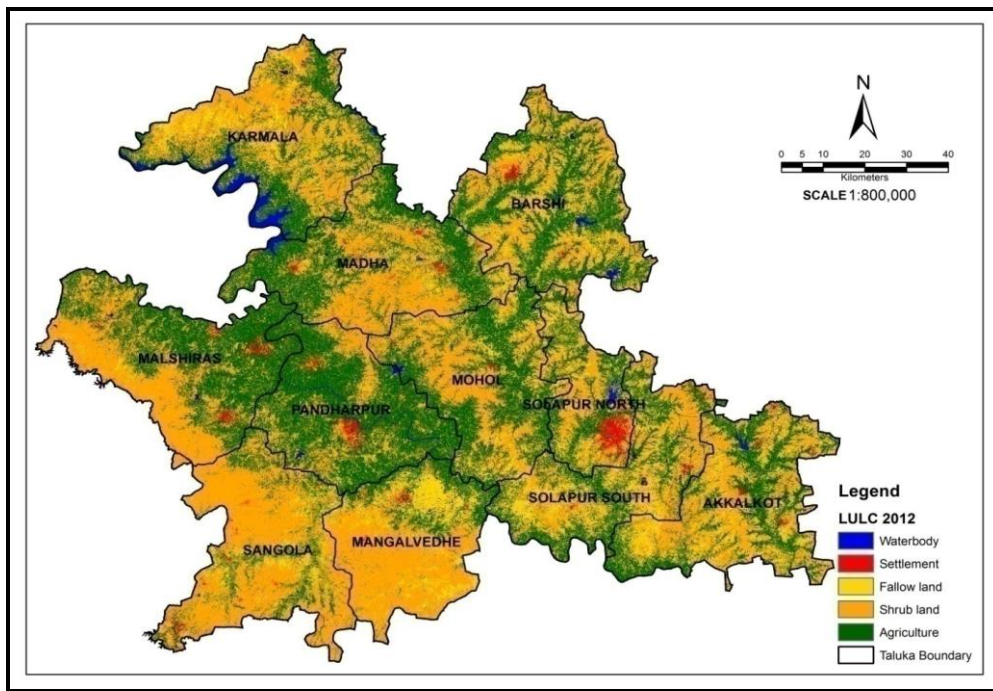 N
0 5 10 20 30 40
Kilometers
SCALE 1:800,000
KARMALA
BARSHI
MADHA
MALSHIRAS
MOHOL
PANDHARPUR
SOLAPUR NORTH
SOLAPUR SOUTH
AKKALKOT
MANGALVEDHE
SANGOLA
Legend
LULC 2012
Waterbody
Settlement
Fallow land
Shrub land
Agriculture
Taluka Boundary